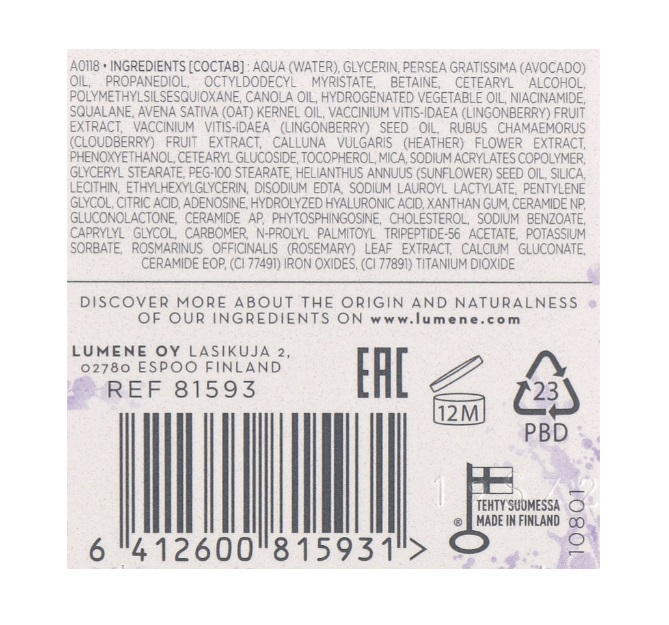 A0118 • INGREDIENTS [СОСТАВ] : AQUA (WATER), GLYCERIN, PERSEA GRATISSIMA (AVOCADO)
OIL, PROPANEDIOL, OCTYLDODECYL MYRISTATE, BETAINE, CETEARYL ALCOHOL,
POLYMETHYLSILSESQUIOXANE, CANOLA OIL, HYDROGENATED VEGETABLE OIL, NIACINAMIDE,
SQUALANE, AVENA SATIVA (OAT) KERNEL OIL, VACCINIUM VITIS-IDAEA (LINGONBERRY) FRUIT
EXTRACT, VACCINIUM VITIS-IDAEA (LINGONBERRY) SEED OIL, RUBUS CHAMAEMORUS
(CLOUDBERRY) FRUIT EXTRACT, CALLUNA VULGARIS (HEATHER) FLOWER EXTRACT,
PHENOXYETHANOL, CETEARYL GLUCOSIDE, TOCOPHEROL, MICA, SODIUM ACRYLATES COPOLYMER,
GLYCERYL STEARATE, PEG-100 STEARATE, HELIANTHUS ANNUUS (SUNFLOWER) SEED OIL, SILICA,
LECITHIN, ETHYLHEXYLGLYCERIN, DISODIUM EDTA, SODIUM LAUROYL LACTYLATE, PENTYLENE
GLYCOL, CITRIC ACID, ADENOSINE, HYDROLYZED HYALURONIC ACID, XANTHAN GUM, CERAMIDE NP,
GLUCONOLACTONE, CERAMIDE AP, PHYTOSPHINGOSINE, CHOLESTEROL, SODIUM BENZOATE,
CAPRYLYL GLYCOL, CARBOMER, N-PROLYL PALMITOYL TRIPEPTIDE-56 ACETATE, POTASSIUM
SORBATE, ROSMARINUS OFFICINALIS (ROSEMARY) LEAF EXTRACT, CALCIUM GLUCONATE,
CERAMIDE EOP, (CI 77491) IRON OXIDES, (CI 77891) TITANIUM DIOXIDE
DISCOVER MORE ABOUT THE ORIGIN AND NATURALNESS
OF OUR INGREDIENTS ON www.lumene.com
LUMENE OY LASIKUJA 2,
02780 ESPOO FINLAND
REF 81593
EAC
12M
23
PBD
TEHTY SUOMESSA
® MADE IN FINLAND
10801
6 412600 815931 >